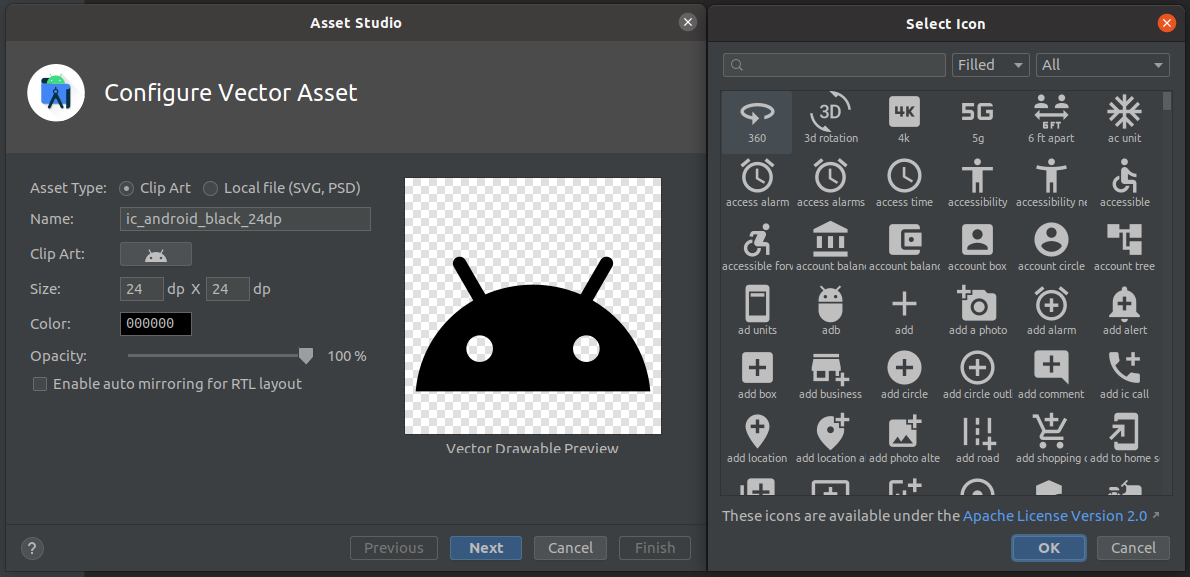 Asset Studio
Configure Vector Asset
Asset Type: Clip Art Local file (SVG, PSD)
Name: ic_android_black_24dp
Clip Art:
Size: 24 dp X 24 dp
Color: 000000
Opacity: 100 %
Enable auto mirroring for RTL layout
Vector Drawable Preview
? Previous Next Cancel Finish
Select Icon
Filled All
3D 4K 5G 6 FT
360 3d rotation 4k 5g 6 ft apart ac unit
access alarm access alarms access time accessibility accessibility ne accessible
accessible forv account balanc account balanc account box account circle account tree
ad units adb add add a photo add alarm add alert
add box add business add circle add circle outl add comment add ic call
add location add location a add photo alte add road add shopping c add to home s
These icons are available under the Apache License Version 2.0
OK Cancel